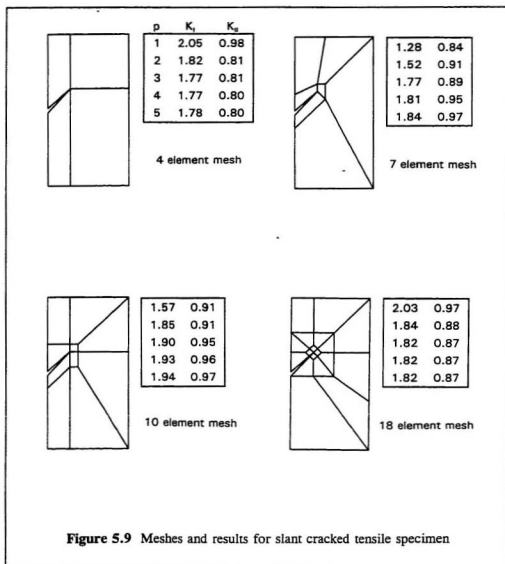 p K_I K_II
1 2.05 0.98
2 1.82 0.81
3 1.77 0.81
4 1.77 0.80
5 1.78 0.80
4 element mesh
1.28 0.84
1.52 0.91
1.77 0.89
1.81 0.95
1.84 0.97
7 element mesh
1.57 0.91
1.85 0.91
1.90 0.95
1.93 0.96
1.94 0.97
10 element mesh
2.03 0.97
1.84 0.88
1.82 0.87
1.82 0.87
1.82 0.87
18 element mesh
Figure 5.9 Meshes and results for slant cracked tensile specimen